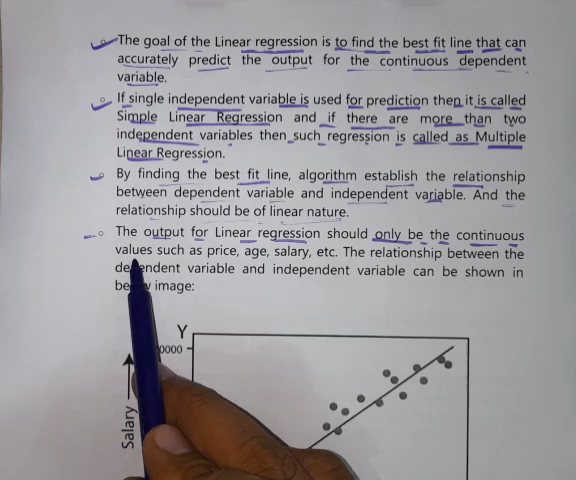 The goal of the Linear regression is to find the best fit line that can
accurately predict the output for the continuous dependent
variable.
If single independent variable is used for prediction then it is called
Simple Linear Regression and if there are more than two
independent variables then such regression is called as Multiple
Linear Regression.
By finding the best fit line, algorithm establish the relationship
between dependent variable and independent variable. And the
relationship should be of linear nature.
The output for Linear regression should only be the continuous
values such as price, age, salary, etc. The relationship between the
dependent variable and independent variable can be shown in
below image:
Y
0000
Salary